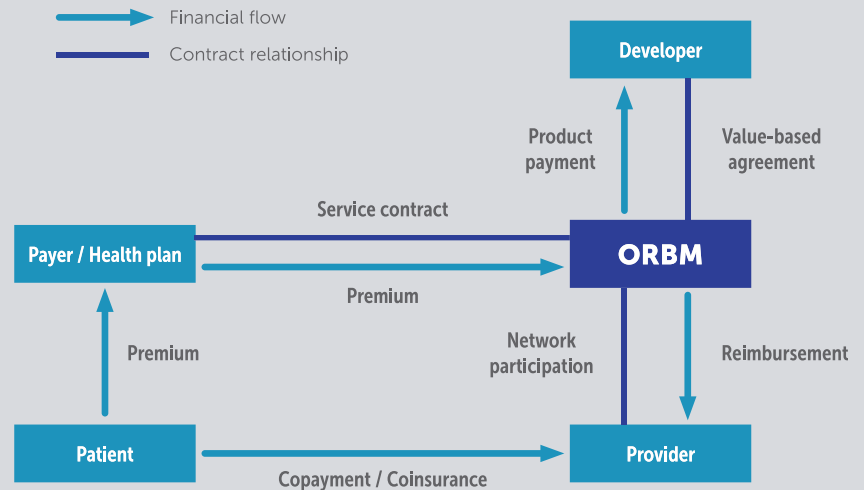 Financial flow
Contract relationship
Developer
Product
payment
Value-based
agreement
Service contract
Payer / Health plan
ORBM
Premium
Premium
Network
participation
Reimbursement
Patient
Provider
Copayment / Coinsurance